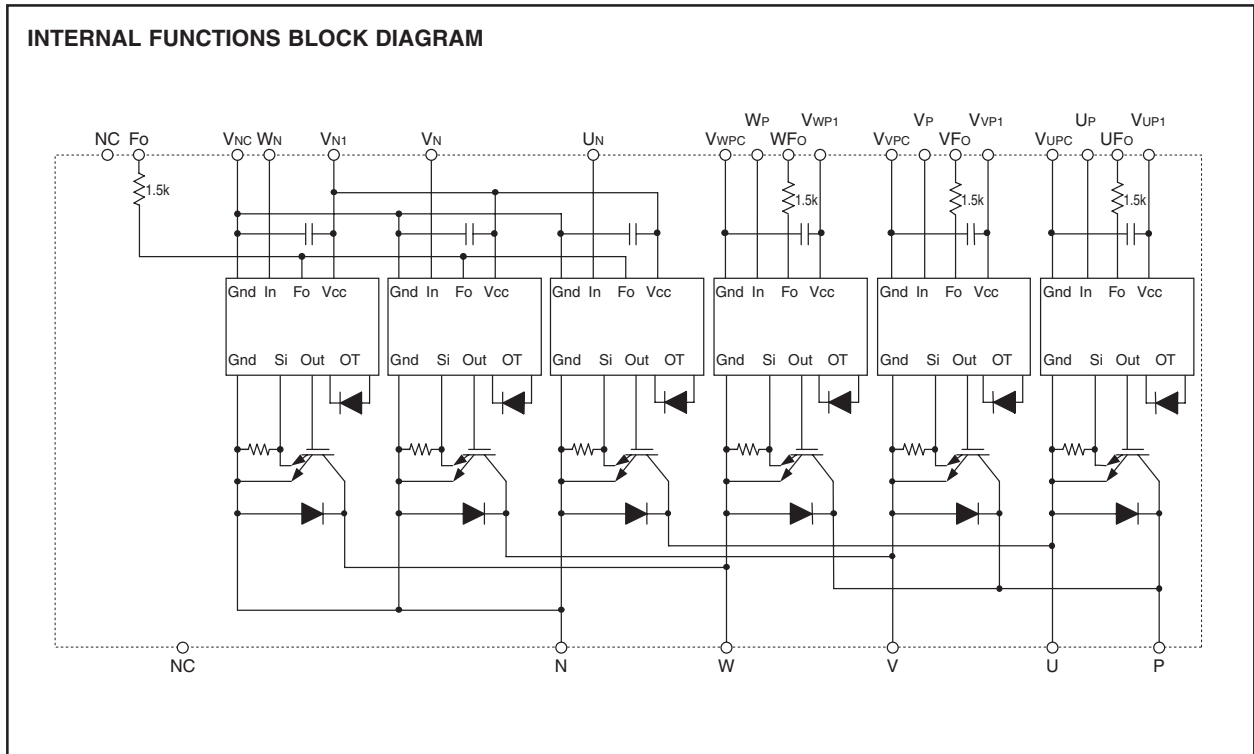 INTERNAL FUNCTIONS BLOCK DIAGRAM
WP VWP1 VP VVP1 UP VUP1
NC FO VNC WN VN1 VN UN VWPC WFO VVPC VFO VUPC UFO
1.5k 1.5k 1.5k 1.5k
Gnd In Fo Vcc Gnd In Fo Vcc Gnd In Fo Vcc Gnd In Fo Vcc Gnd In Fo Vcc Gnd In Fo Vcc
Gnd Si Out OT Gnd Si Out OT Gnd Si Out OT Gnd Si Out OT Gnd Si Out OT Gnd Si Out OT
NC N W V U P